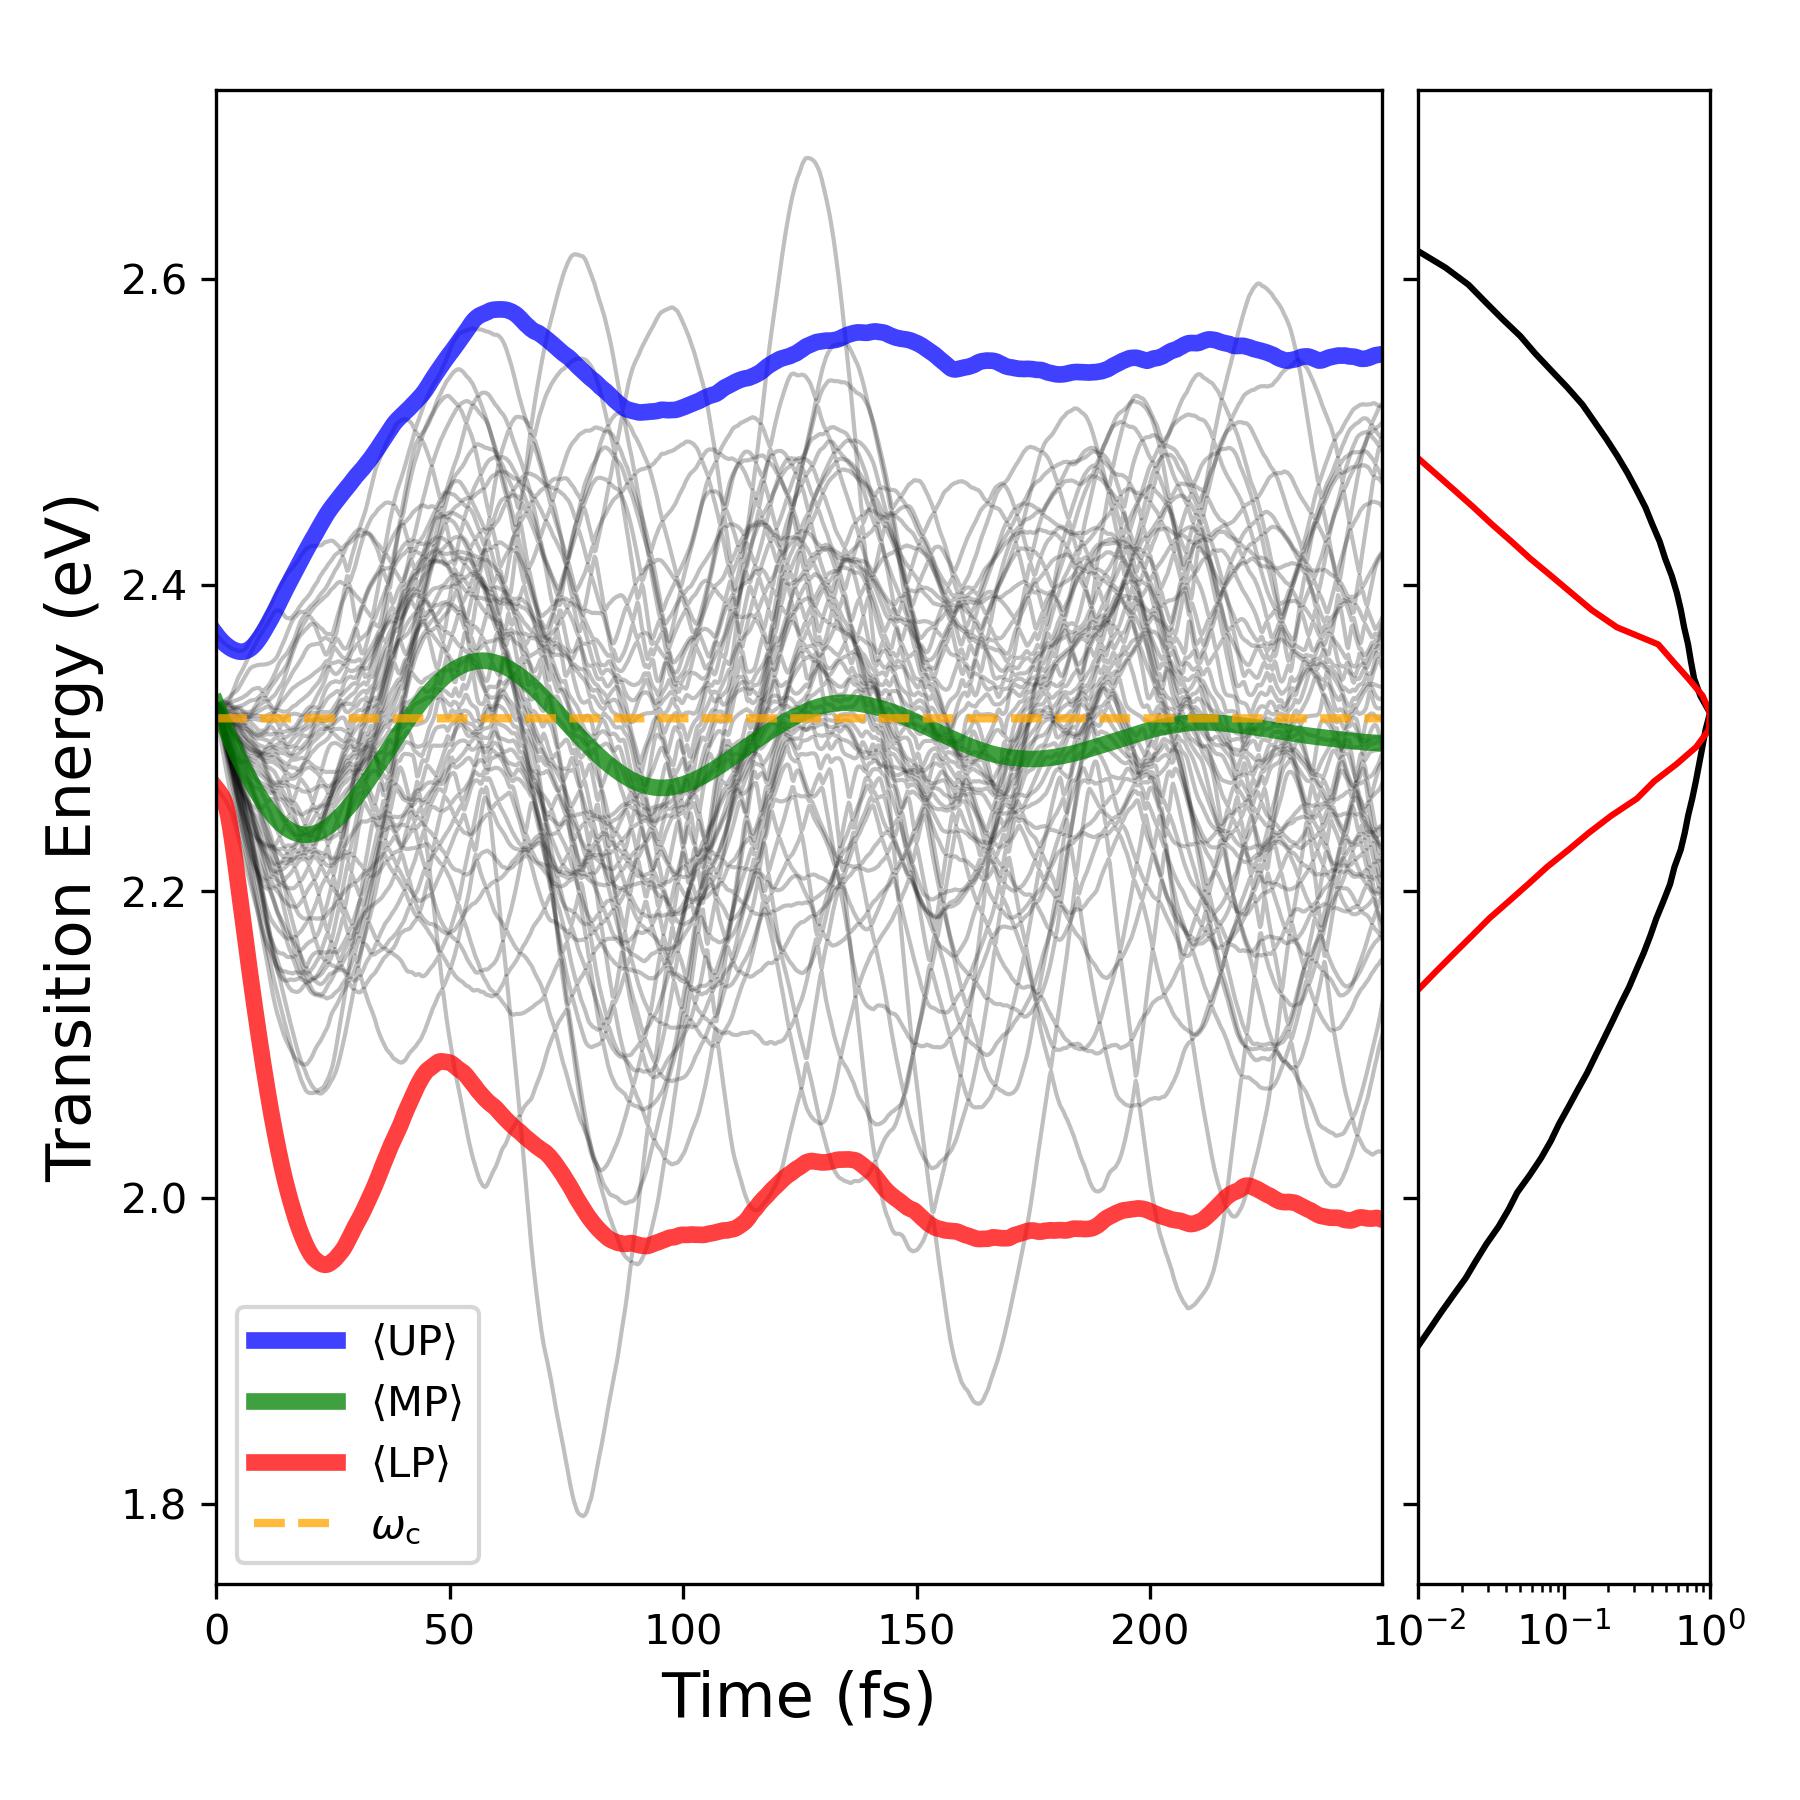 Transition Energy (eV)
2.6
2.4
2.2
2.0
1.8
⟨UP⟩
⟨MP⟩
⟨LP⟩
ω_c
0 50 100 150 200 10⁻² 10⁻¹ 10⁰
Time (fs)